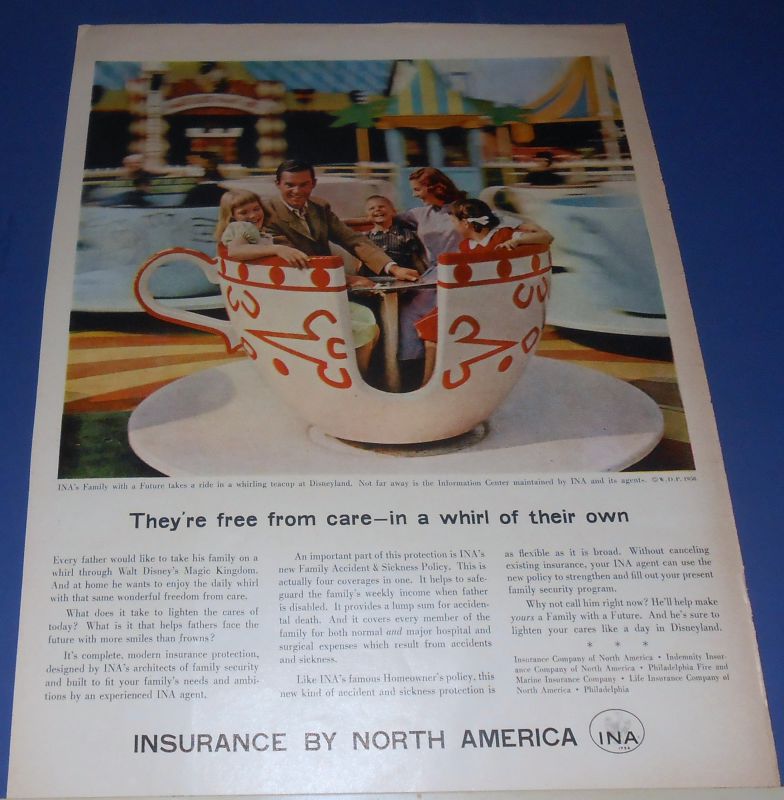 INA's Family with a Future takes a ride in a whirling teacup at Disneyland. Not far away is the Information Center maintained by INA and its agents. © W.D.P. 1956
They're free from care—in a whirl of their own
Every father would like to take his family on a
whirl through Walt Disney's Magic Kingdom.
And at home he wants to enjoy the daily whirl
with that same wonderful freedom from care.
What does it take to lighten the cares of
today? What is it that helps fathers face the
future with more smiles than frowns?
It's complete, modern insurance protection,
designed by INA's architects of family security
and built to fit your family's needs and ambi-
tions by an experienced INA agent.
An important part of this protection is INA's
new Family Accident & Sickness Policy. This is
actually four coverages in one. It helps to safe-
guard the family's weekly income when father
is disabled. It provides a lump sum for acciden-
tal death. And it covers every member of the
family for both normal and major hospital and
surgical expenses which result from accidents
and sickness.
Like INA's famous Homeowner's policy, this
new kind of accident and sickness protection is
as flexible as it is broad. Without canceling
existing insurance, your INA agent can use the
new policy to strengthen and fill out your present
family security program.
Why not call him right now? He'll help make
yours a Family with a Future. And he's sure to
lighten your cares like a day in Disneyland.
* * *
Insurance Company of North America • Indemnity Insur-
ance Company of North America • Philadelphia Fire and
Marine Insurance Company • Life Insurance Company of
North America • Philadelphia
INSURANCE BY NORTH AMERICA
INA